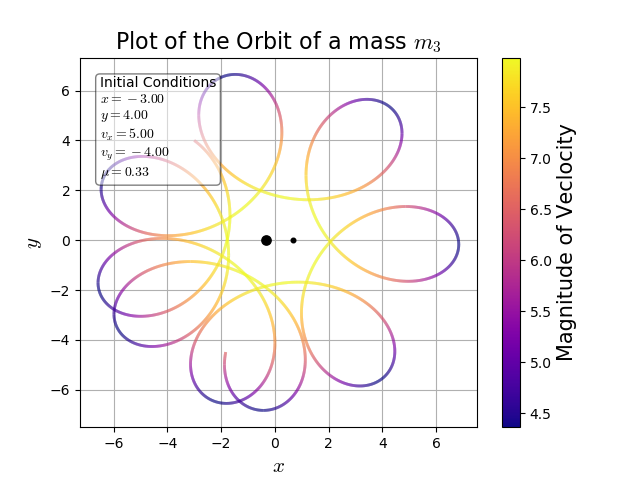 Plot of the Orbit of a mass m₃
Initial Conditions
x = −3.00
y = 4.00
vₓ = 5.00
v_y = −4.00
μ = 0.33
6
4
2
0
−2
−4
−6
y
−6
−4
−2
0
2
4
6
x
7.5
7.0
6.5
6.0
5.5
5.0
4.5
Magnitude of Veclocity